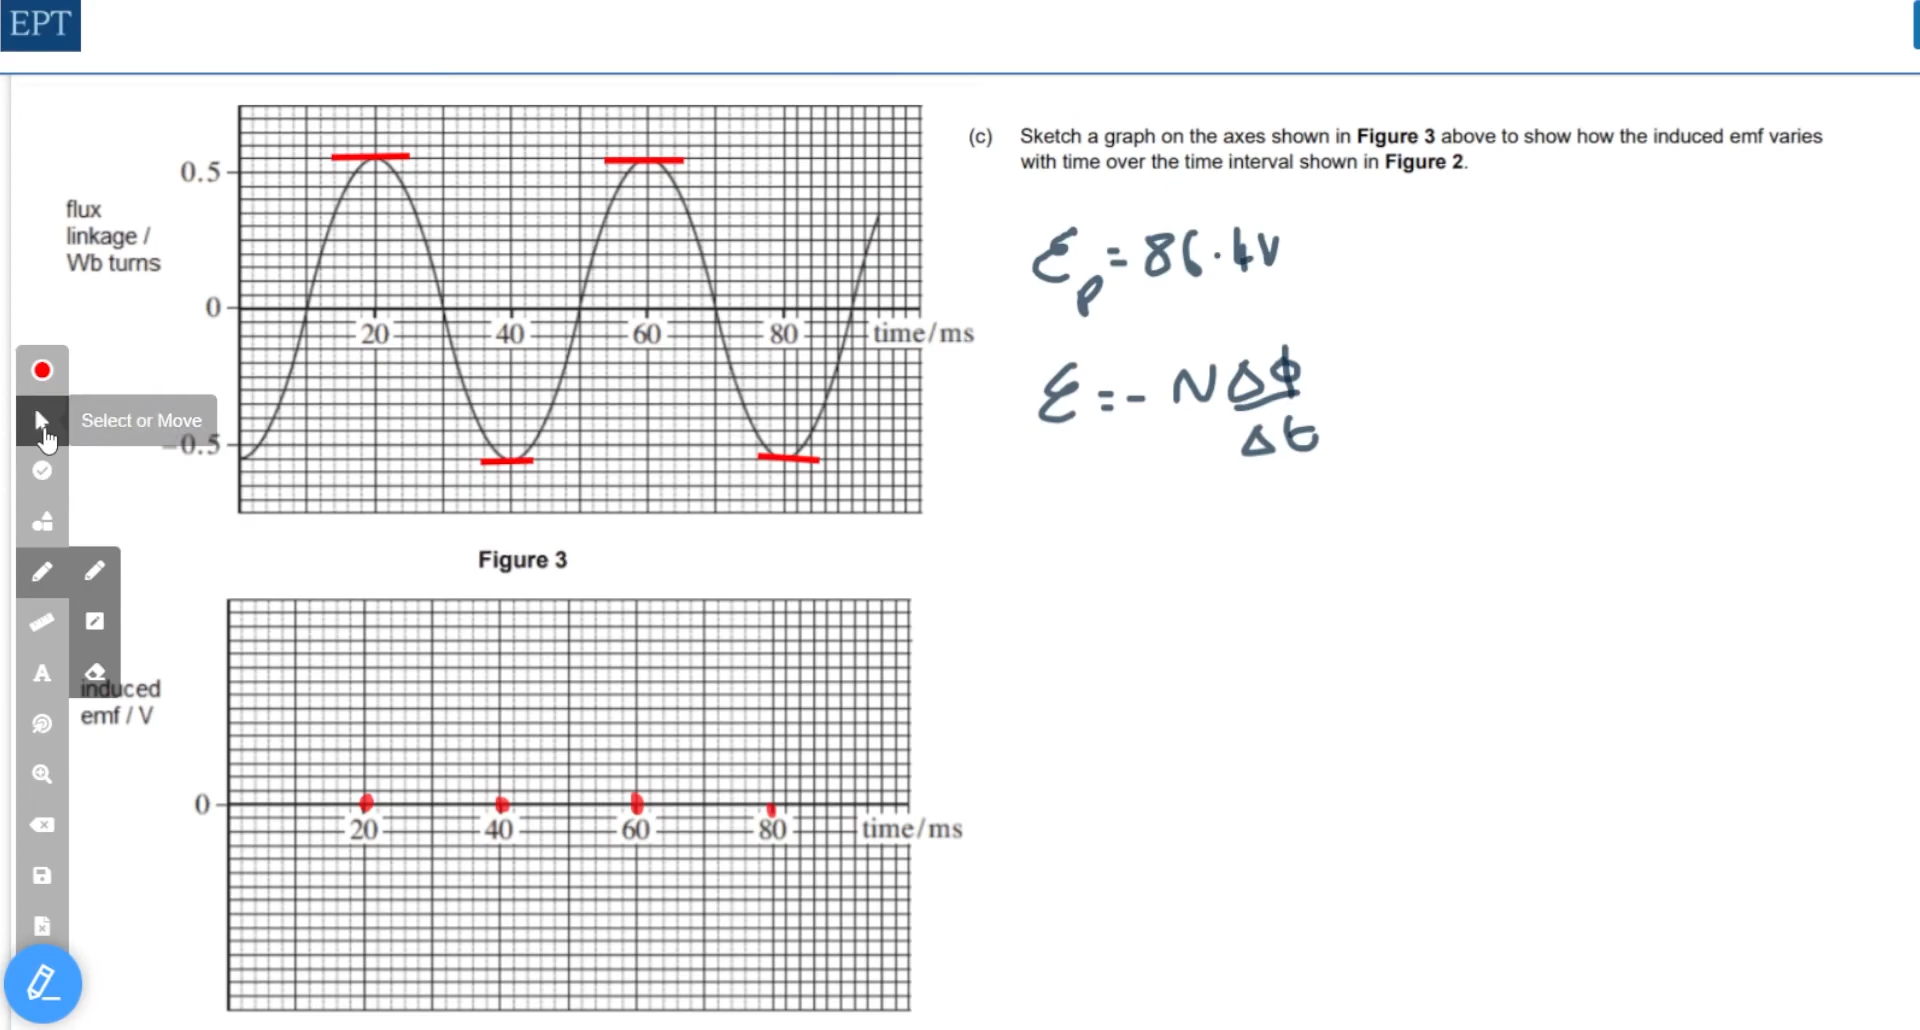 EPT
0.5
flux
linkage /
Wb turns
0
20 40 60 80 time/ms
Select or Move
−0.5
Figure 3
induced
emf / V
0
20 40 60 80 time/ms
(c) Sketch a graph on the axes shown in Figure 3 above to show how the induced emf varies
with time over the time interval shown in Figure 2.
εp = 86.4V
ε = - N Δϕ
Δt
A